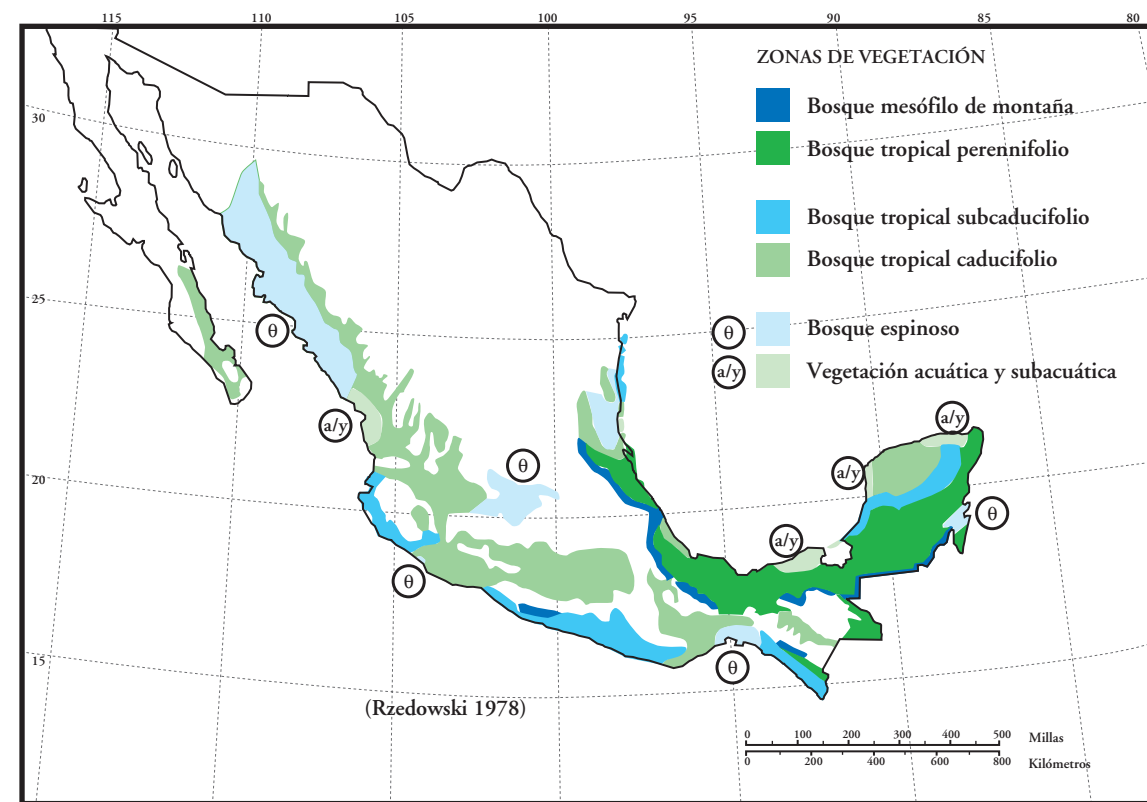 115 110 105 100 95 90 85 80
ZONAS DE VEGETACIÓN
Bosque mesófilo de montaña
30
Bosque tropical perennifolio
Bosque tropical subcaducifolio
Bosque tropical caducifolio
25
θ
θ Bosque espinoso
a/y Vegetación acuática y subacuática
a/y
a/y
θ
a/y
20
θ
a/y
θ
15
θ
(Rzedowski 1978)
0 100 200 300 400 500 Millas
0 200 400 600 800 Kilómetros